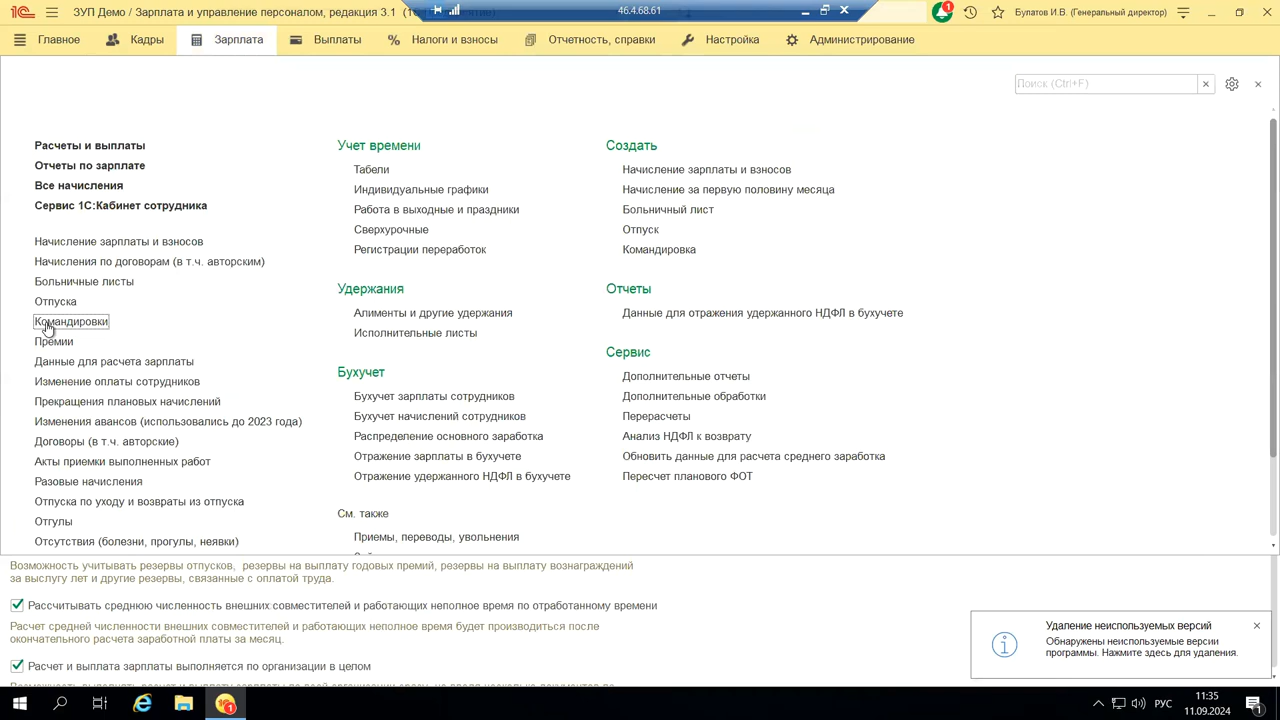 ЗУП Демо / Зарплата и управление персоналом, редакция 3.1
46.4.68.61
1
Булатов И.В. (Генеральный директор)
Главное
Кадры
Зарплата
Выплаты
Налоги и взносы
Отчетность, справки
Настройка
Администрирование
Поиск (Ctrl+F)
Расчеты и выплаты
Отчеты по зарплате
Все начисления
Сервис 1С:Кабинет сотрудника
Начисление зарплаты и взносов
Начисления по договорам (в т.ч. авторским)
Больничные листы
Отпуска
Командировки
Премии
Данные для расчета зарплаты
Изменение оплаты сотрудников
Прекращения плановых начислений
Изменения авансов (использовались до 2023 года)
Договоры (в т.ч. авторские)
Акты приемки выполненных работ
Разовые начисления
Отпуска по уходу и возвраты из отпуска
Отгулы
Отсутствия (болезни, прогулы, неявки)
Учет времени
Табели
Индивидуальные графики
Работа в выходные и праздники
Сверхурочные
Регистрации переработок
Удержания
Алименты и другие удержания
Исполнительные листы
Бухучет
Бухучет зарплаты сотрудников
Бухучет начислений сотрудников
Распределение основного заработка
Отражение зарплаты в бухучете
Отражение удержанного НДФЛ в бухучете
См. также
Приемы, переводы, увольнения
Создать
Начисление зарплаты и взносов
Начисление за первую половину месяца
Больничный лист
Отпуск
Командировка
Отчеты
Данные для отражения удержанного НДФЛ в бухучете
Сервис
Дополнительные отчеты
Дополнительные обработки
Перерасчеты
Анализ НДФЛ к возврату
Обновить данные для расчета среднего заработка
Пересчет планового ФОТ
Возможность учитывать резервы отпусков, резервы на выплату годовых премий, резервы на выплату вознаграждений
за выслугу лет и другие резервы, связанные с оплатой труда.
Рассчитывать среднюю численность внешних совместителей и работающих неполное время по отработанному времени
Расчет средней численности внешних совместителей и работающих неполное время будет производиться после
окончательного расчета заработной платы за месяц.
Расчет и выплата зарплаты выполняется по организации в целом
Удаление неиспользуемых версий
Обнаружены неиспользуемые версии
программы. Нажмите здесь для удаления.
РУС
11:35
11.09.2024
1
1